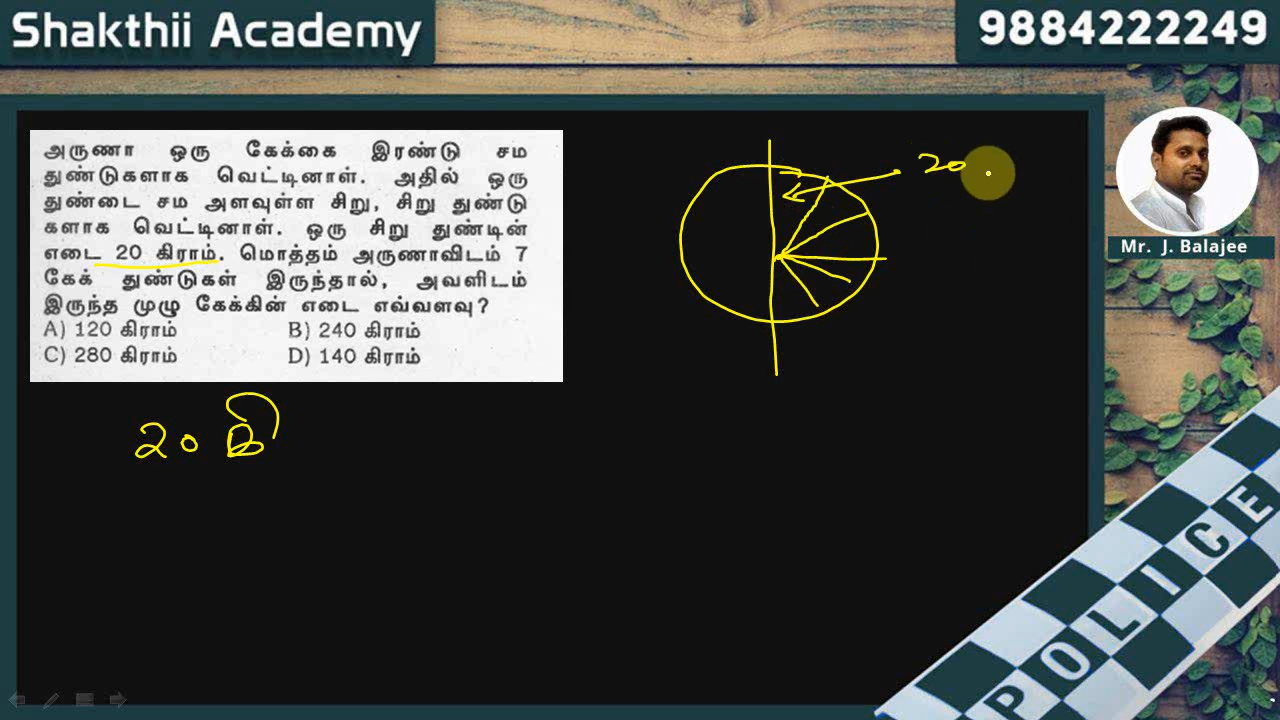 Shakthii Academy
9884222249
அருணா ஒரு கேக்கை இரண்டு சம
துண்டுகளாக வெட்டினாள். அதில் ஒரு
துண்டை சம அளவுள்ள சிறு, சிறு துண்டு
களாக வெட்டினாள். ஒரு சிறு துண்டின்
எடை 20 கிராம். மொத்தம் அருணாவிடம் 7
கேக் துண்டுகள் இருந்தால், அவளிடம்
இருந்த முழு கேக்கின் எடை எவ்வளவு?
A) 120 கிராம் B) 240 கிராம்
C) 280 கிராம் D) 140 கிராம்
20
Mr. J. Balajee
20 கி
POLICE